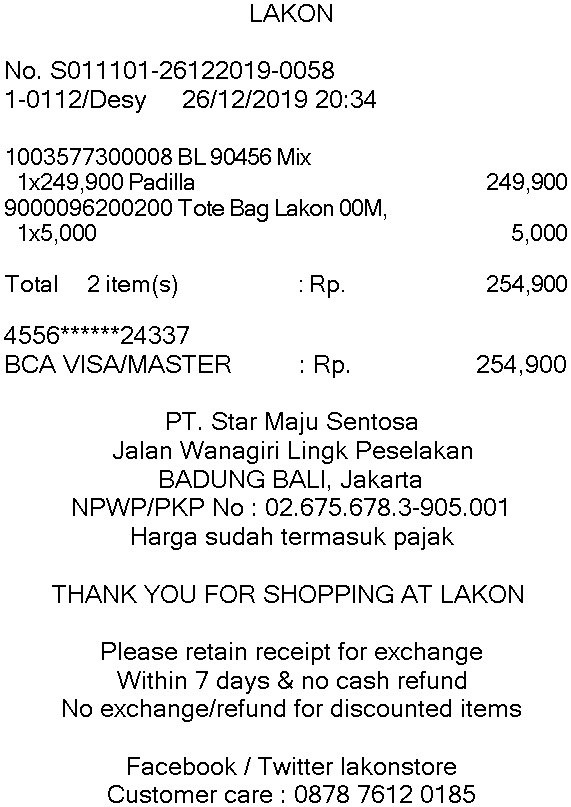 LAKON
No. S011101-26122019-0058
1-0112/Desy 26/12/2019 20:34
1003577300008 BL 90456 Mix
1x249,900 Padilla 249,900
9000096200200 Tote Bag Lakon 00M,
1x5,000 5,000
Total 2 item(s) : Rp. 254,900
4556******24337
BCA VISA/MASTER : Rp. 254,900
PT. Star Maju Sentosa
Jalan Wanagiri Lingk Peselakan
BADUNG BALI, Jakarta
NPWP/PKP No : 02.675.678.3-905.001
Harga sudah termasuk pajak
THANK YOU FOR SHOPPING AT LAKON
Please retain receipt for exchange
Within 7 days & no cash refund
No exchange/refund for discounted items
Facebook / Twitter lakonstore
Customer care : 0878 7612 0185